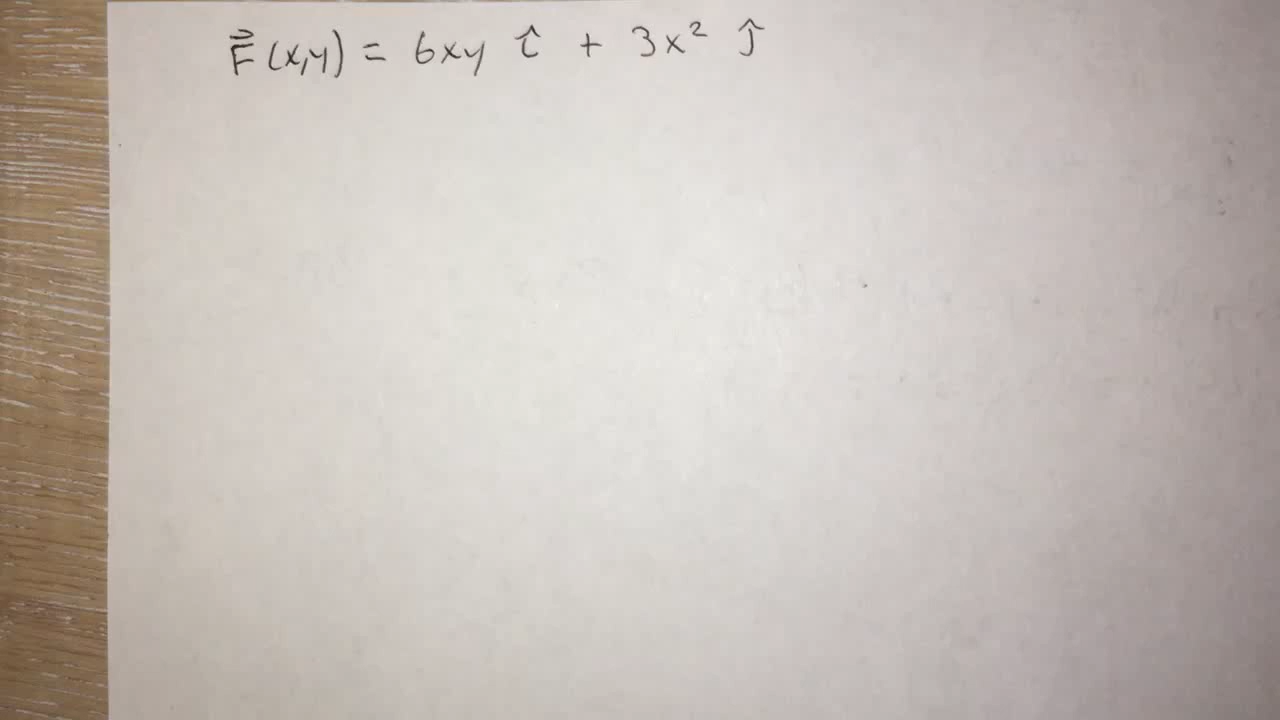 F⃗(x,y) = 6xy î + 3x² ĵ